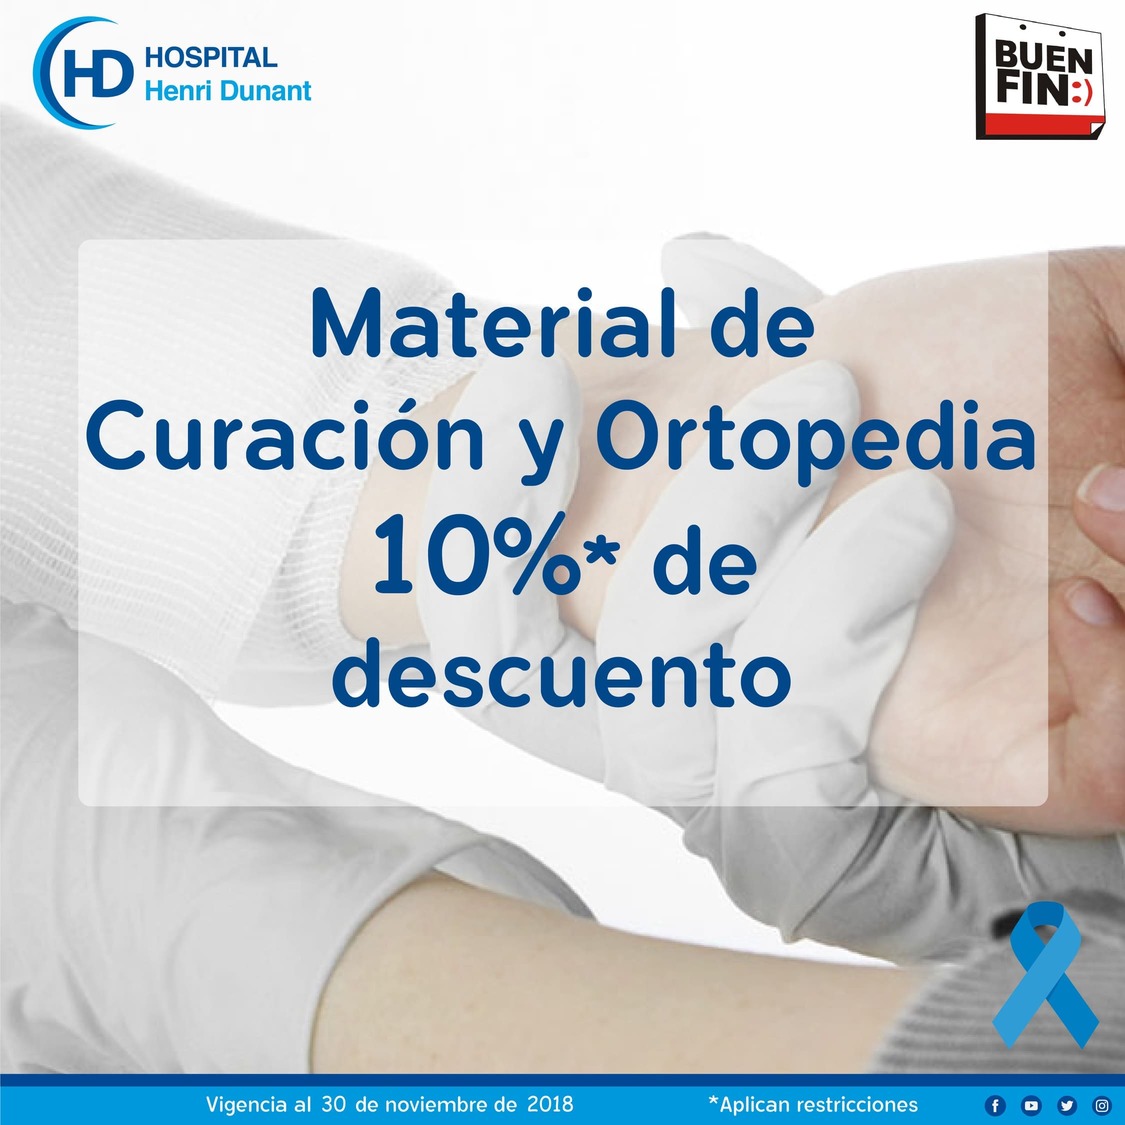 HD HOSPITAL
Henri Dunant
BUEN
FIN:)
Material de
Curación y Ortopedia
10%* de
descuento
Vigencia al 30 de noviembre de 2018
*Aplican restricciones